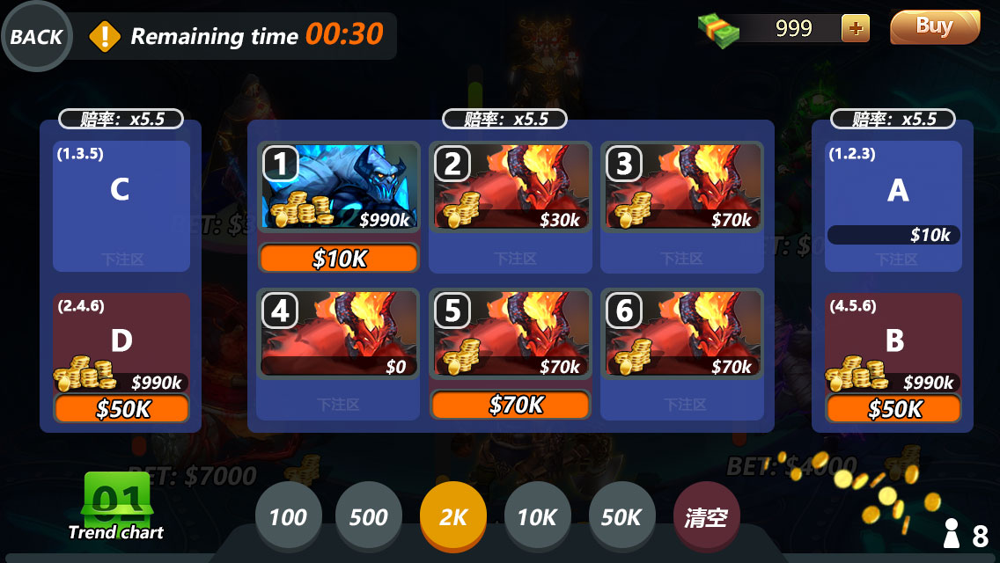 BACK
Remaining time 00:30
999
+
Buy
赔率: x5.5
赔率: x5.5
赔率: x5.5
(1.3.5)
C
下注区
1
$990k
$10K
2
$30k
下注区
3
$70k
下注区
(1.2.3)
A
$10k
下注区
(2.4.6)
D
$990k
$50K
4
$0
下注区
5
$70k
$70K
6
$70k
下注区
(4.5.6)
B
$990k
$50K
BET: $7000
BET: $4000
01
Trend chart
100
500
2K
10K
50K
清空
8